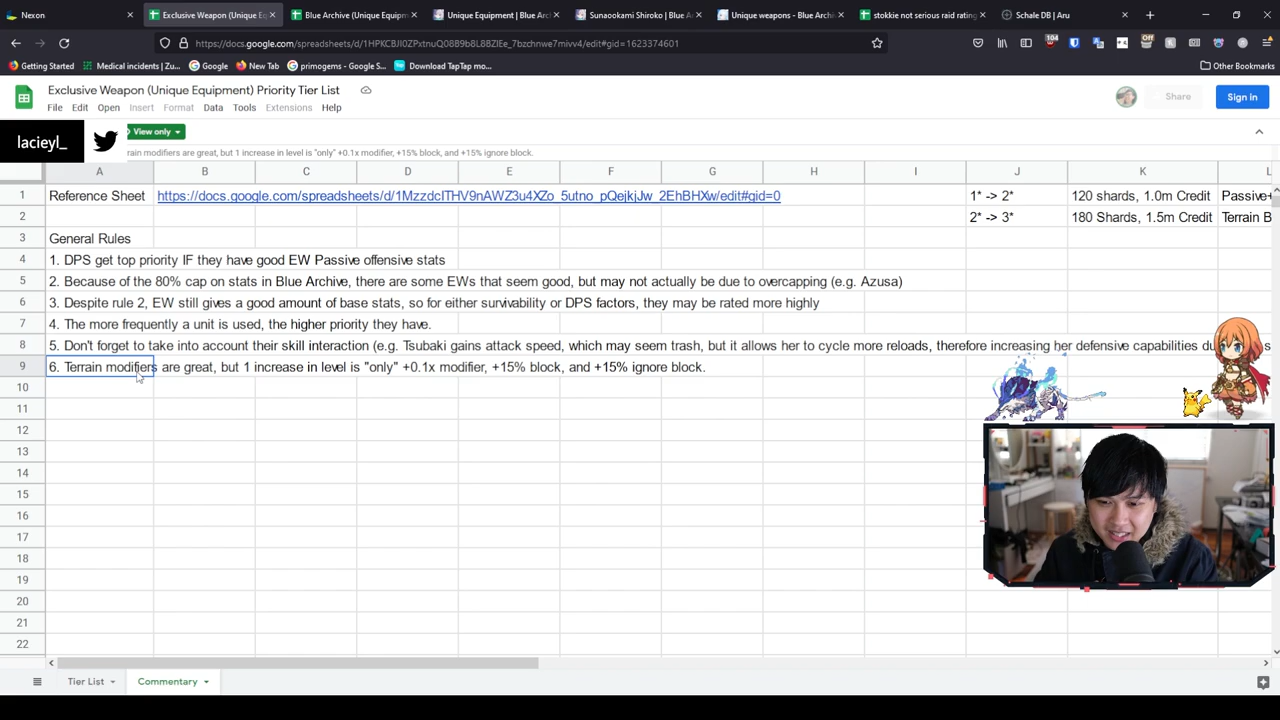 Nexon
Exclusive Weapon (Unique Eq
Blue Archive (Unique Equipment
Unique Equipment | Blue Arc
Sunaookami Shiroko | Blue A
Unique weapons - Blue Archi
stokkie not serious raid rating
Schale DB | Aru
Getting Started
Medical incidents | Zu...
Google
New Tab
primogems - Google S...
Download TapTap mo...
Other Bookmarks
104
Off
Exclusive Weapon (Unique Equipment) Priority Tier List
File
Edit
Open
Insert
Format
Data
Tools
Extensions
Help
Share
Sign in
lacieyl_
View only
rain modifiers are great, but 1 increase in level is "only" +0.1x modifier, +15% block, and +15% ignore block.
A B C D E F G H I J K L
1 Reference Sheet
1* -> 2* 120 shards, 1.0m Credit Passive+
2 2* -> 3* 180 Shards, 1.5m Credit Terrain B
3 General Rules
4 1. DPS get top priority IF they have good EW Passive offensive stats
5 2. Because of the 80% cap on stats in Blue Archive, there are some EWs that seem good, but may not actually be due to overcapping (e.g. Azusa)
6 3. Despite rule 2, EW still gives a good amount of base stats, so for either survivability or DPS factors, they may be rated more highly
7 4. The more frequently a unit is used, the higher priority they have.
8 5. Don't forget to take into account their skill interaction (e.g. Tsubaki gains attack speed, which may seem trash, but it allows her to cycle more reloads, therefore increasing her defensive capabilities du
9 6. Terrain modifiers are great, but 1 increase in level is "only" +0.1x modifier, +15% block, and +15% ignore block.
10
11
12
13
14
15
16
17
18
19
20
21
22
Tier List
Commentary